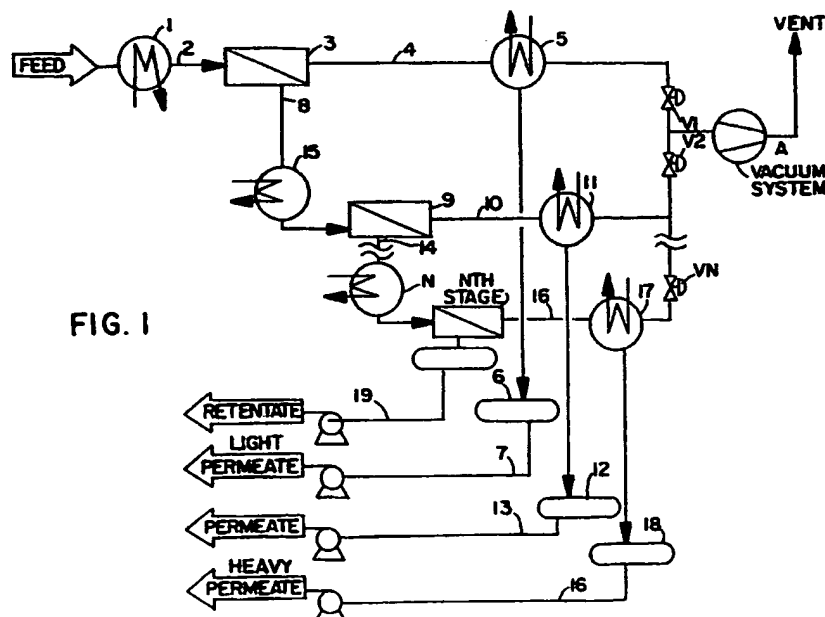 1
2
3
4
5
VENT
FEED
8
V1
V2
A
VACUUM
SYSTEM
15
9
10
11
14
N
NTH
STAGE
16
17
VN
FIG. 1
6
19
RETENTATE
LIGHT
PERMEATE
7
12
13
PERMEATE
18
HEAVY
PERMEATE
16